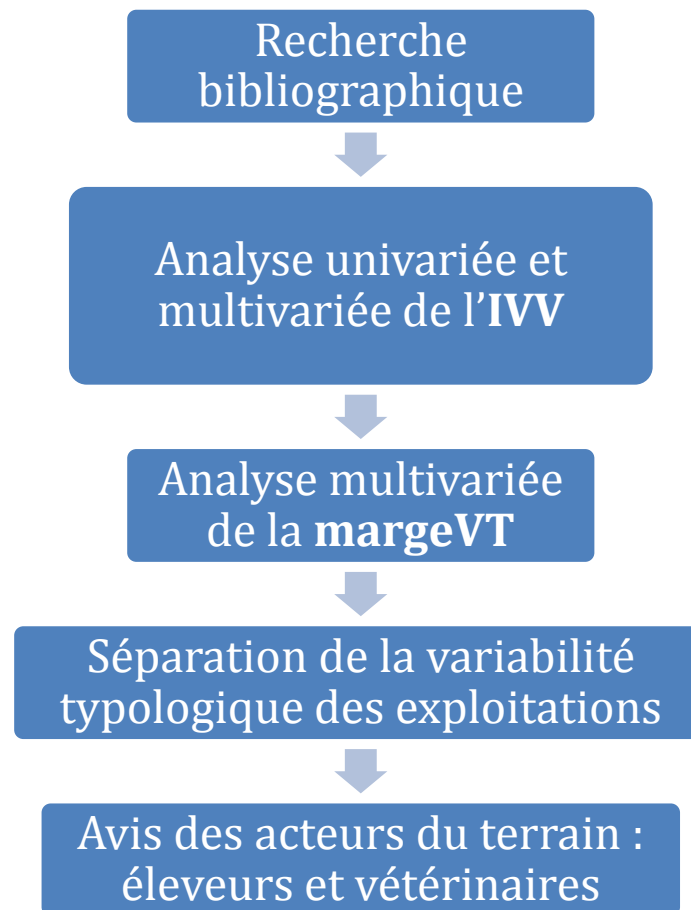 Recherche
bibliographique
Analyse univariée et
multivariée de l'IVV
Analyse multivariée
de la margeVT
Séparation de la variabilité
typologique des exploitations
Avis des acteurs du terrain :
éleveurs et vétérinaires